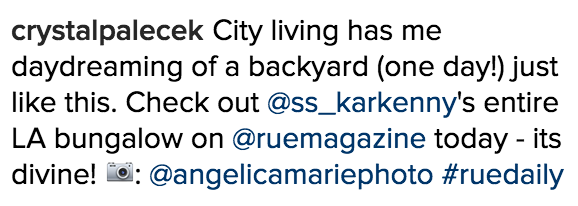 crystalpalecek City living has me
daydreaming of a backyard (one day!) just
like this. Check out @ss_karkenny's entire
LA bungalow on @ruemagazine today - its
divine! 📷: @angelicamariephoto #ruedaily